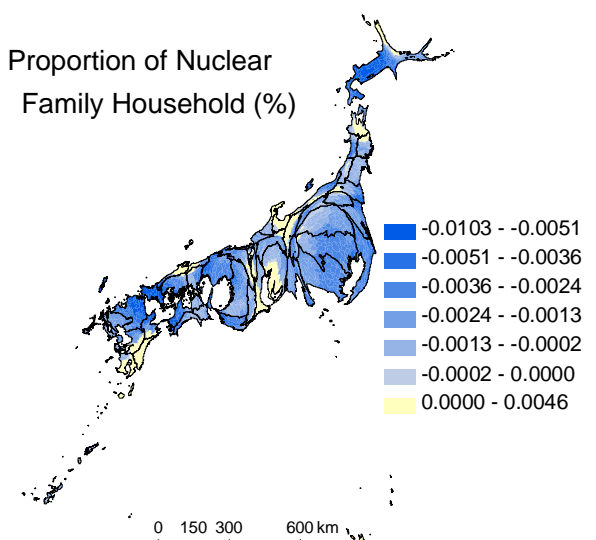 Proportion of Nuclear
Family Household (%)
-0.0103 - -0.0051
-0.0051 - -0.0036
-0.0036 - -0.0024
-0.0024 - -0.0013
-0.0013 - -0.0002
-0.0002 - 0.0000
0.0000 - 0.0046
0 150 300 600 km